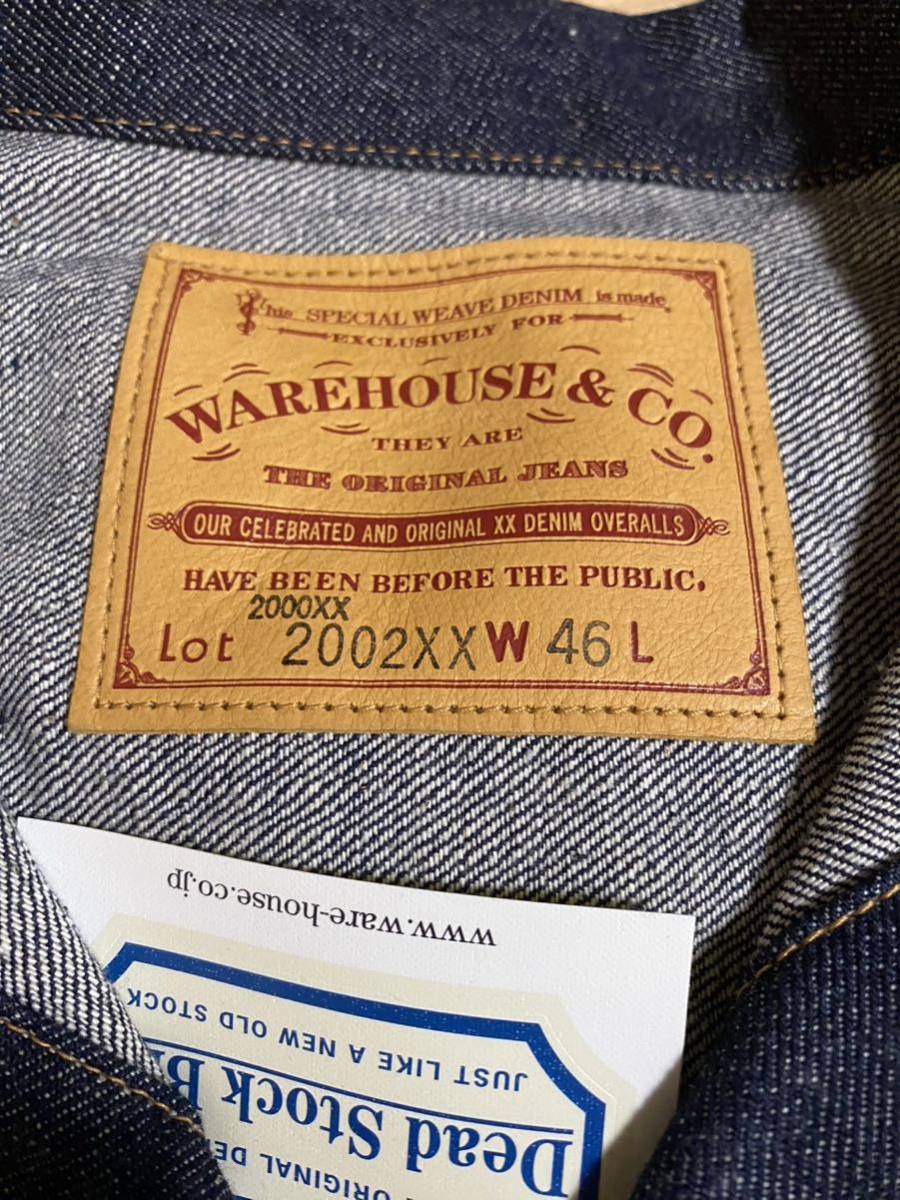 This SPECIAL WEAVE DENIM is made
EXCLUSIVELY FOR
WAREHOUSE & CO.
THEY ARE
THE ORIGINAL JEANS
OUR CELEBRATED AND ORIGINAL XX DENIM OVERALLS
HAVE BEEN BEFORE THE PUBLIC.
2000XX
Lot 2002XX W 46 L
www.ware-house.co.jp
JUST LIKE A NEW OLD STOCK
Dead Stock
ORIGINAL